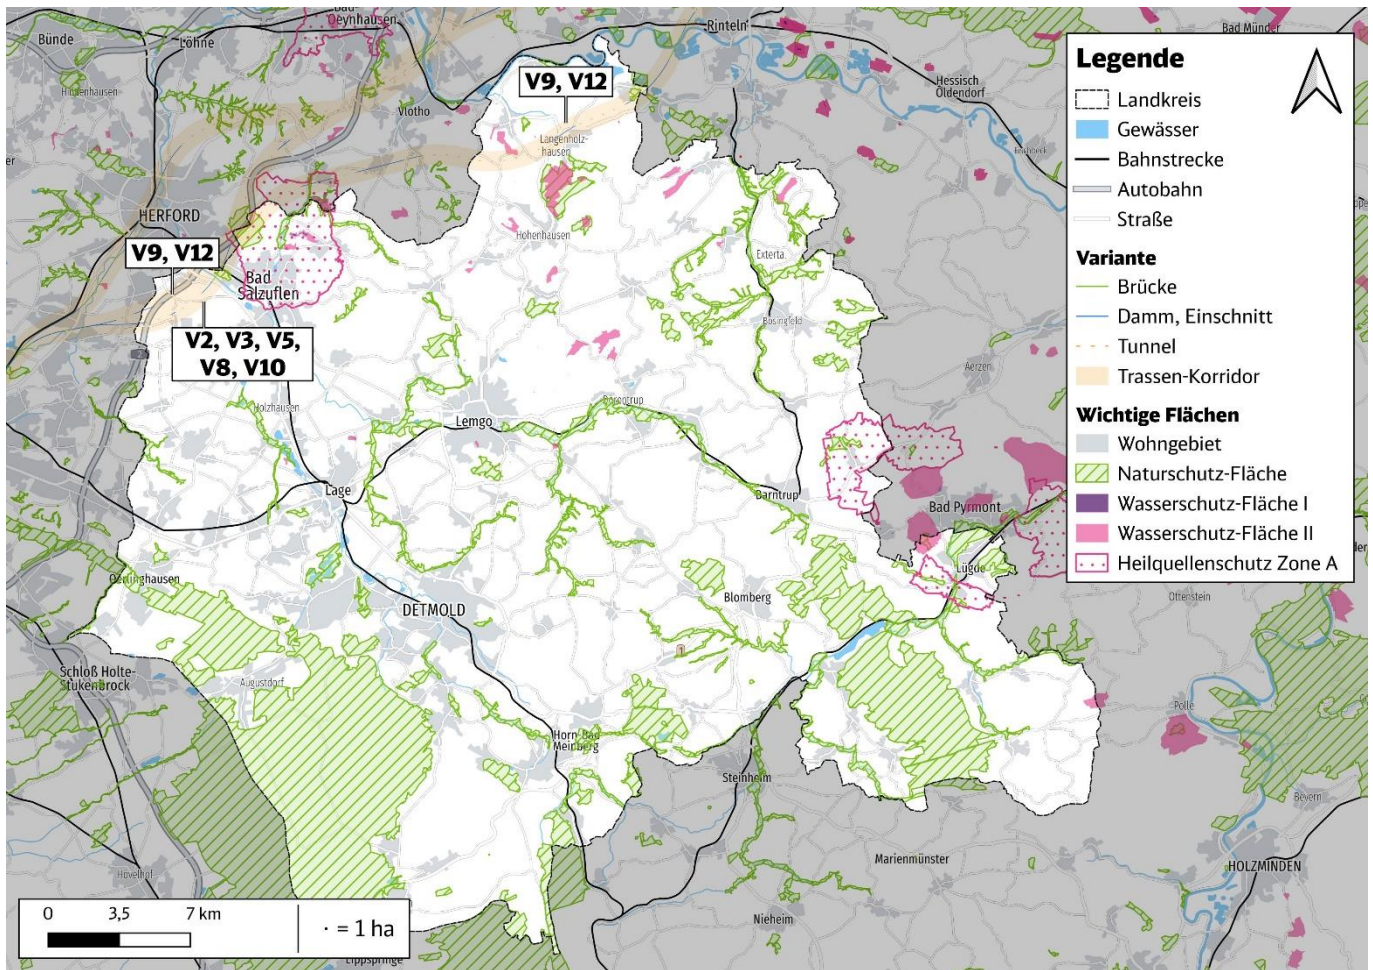 Bad
Oeynhausen
Rinteln
Bad Münder
Bünde
Löhne
Legende
Hessisch
Oldendorf
V9, V12
Landkreis
Gewässer
Vlotho
Bahnstrecke
Langenholz-
hausen
Autobahn
HERFORD
Straße
Hohenhausen
V9, V12
Variante
Exterta.
Bad
Salzuflen
Brücke
Damm, Einschnitt
Bösingfeld
V2, V3, V5,
V8, V10
Tunnel
Aerzen
Trassen-Korridor
Holzhausen
Wichtige Flächen
Lemgo
Dörentrup
Wohngebiet
Naturschutz-Fläche
Lage
Barntrup
Bad Pyrmont
Wasserschutz-Fläche I
Wasserschutz-Fläche II
Heilquellenschutz Zone A
Lügde
Oerlinghausen
Blomberg
Ottenstein
DETMOLD
1
Schloß Holte-
Stukenbrock
Augustdorf
Polle
Horn-Bad
Meinberg
Steinheim
Bevern
Marienmünster
HOLZMINDEN
Hövelhof
0 3,5 7 km
· = 1 ha
Nieheim
Lippspringe